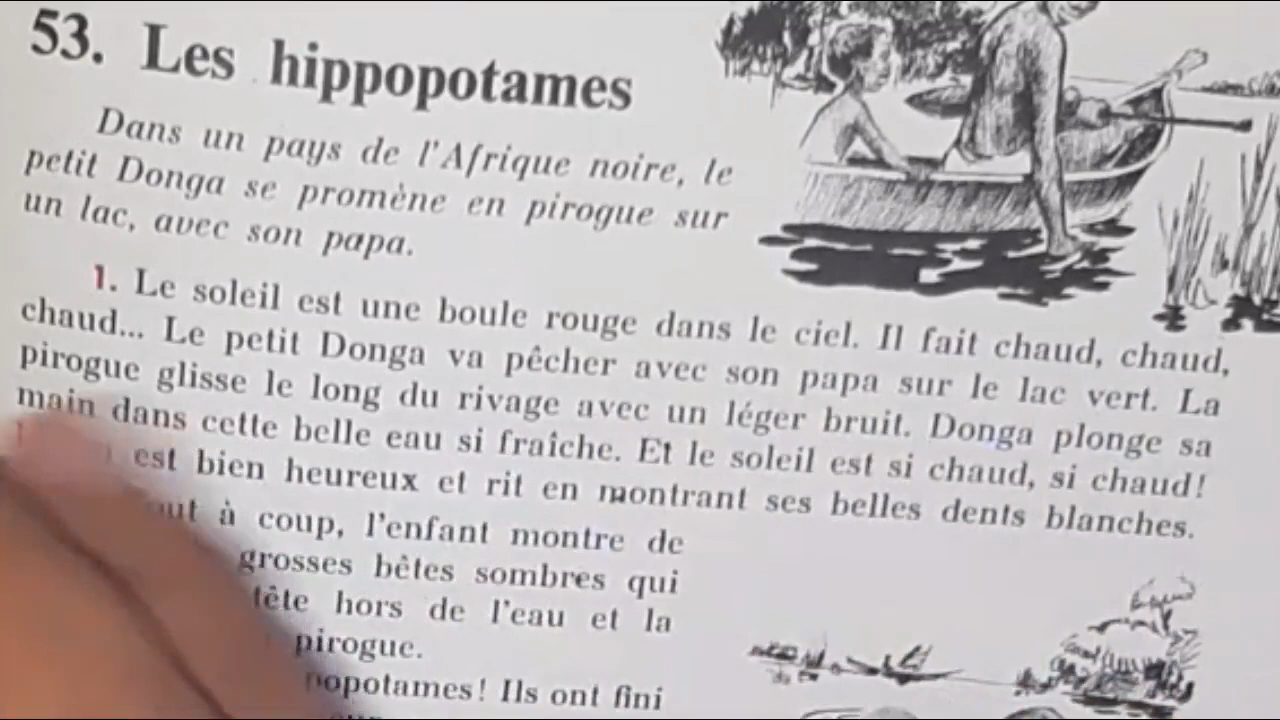 53. Les hippopotames
Dans un pays de l'Afrique noire, le
petit Donga se promène en pirogue sur
un lac, avec son papa.
1. Le soleil est une boule rouge dans le ciel. Il fait chaud, chaud,
chaud... Le petit Donga va pêcher avec son papa sur le lac vert. La
pirogue glisse le long du rivage avec un léger bruit. Donga plonge sa
main dans cette belle eau si fraîche. Et le soleil est si chaud, si chaud!
est bien heureux et rit en montrant ses belles dents blanches.
à coup, l'enfant montre de
grosses bêtes sombres qui
tête hors de l'eau et la
pirogue.
Ils ont fini